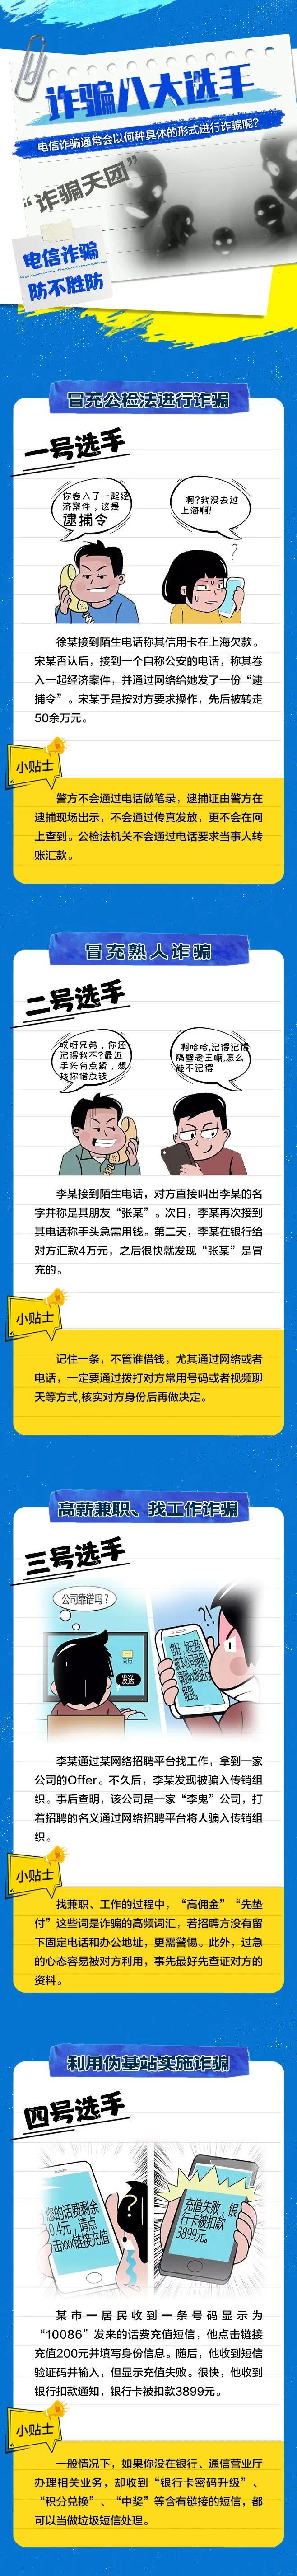 诈骗八大选手
电信诈骗通常会以何种具体的形式进行诈骗呢？
“诈骗天团”
电信诈骗
防不胜防
冒充公检法进行诈骗
一号选手
你卷入了一起经
济案件，这是
逮捕令
啊?我没去过
上海啊!
?
徐某接到陌生电话称其信用卡在上海欠款。
宋某否认后，接到一个自称公安的电话，称其卷
入一起经济案件，并通过网络给她发了一份“逮
捕令”。宋某于是按对方要求操作，先后被转走
50余万元。
小贴士
警方不会通过电话做笔录，逮捕证由警方在
逮捕现场出示，不会通过传真发放，更不会在网
上查到。公检法机关不会通过电话要求当事人转
账汇款。
冒充熟人诈骗
二号选手
哎呀兄弟，你还
记得我不?最近
手头有点紧，想
找你借点钱
啊哈哈,记得记得
隔壁老王嘛,怎么
能不记得
李某接到陌生电话，对方直接叫出李某的名
字并称是其朋友“张某”。次日，李某再次接到
其电话称手头急需用钱。第二天，李某在银行给
对方汇款4万元，之后很快就发现“张某”是冒
充的。
小贴士
记住一条，不管谁借钱，尤其通过网络或者
电话，一定要通过拨打对方常用号码或者视频聊
天等方式,核实对方身份后再做决定。
高薪兼职、找工作诈骗
三号选手
公司靠谱吗？
发送
李某通过某网络招聘平台找工作，拿到一家
公司的Offer。不久后，李某发现被骗入传销组
织。事后查明，该公司是一家“李鬼”公司，打
着招聘的名义通过网络招聘平台将人骗入传销组
织。
小贴士
找兼职、工作的过程中，“高佣金”“先垫
付”这些词是诈骗的高频词汇，若招聘方没有留
下固定电话和办公地址，更需警惕。此外，过急
的心态容易被对方利用，事先最好先查证对方的
资料。
利用伪基站实施诈骗
四号选手
您的话费剩余
0.4元，请点
击xxx链接充值
?
充值失败，银
行卡被扣款
3899元。
某市一居民收到一条号码显示为
“10086”发来的话费充值短信，他点击链接
充值200元并填写身份信息。随后，他收到短信
验证码并输入，但显示充值失败。很快，他收到
银行扣款通知，银行卡被扣款3899元。
小贴士
一般情况下，如果你没在银行、通信营业厅
办理相关业务，却收到“银行卡密码升级”、
“积分兑换”、“中奖”等含有链接的短信，都
可以当做垃圾短信处理。